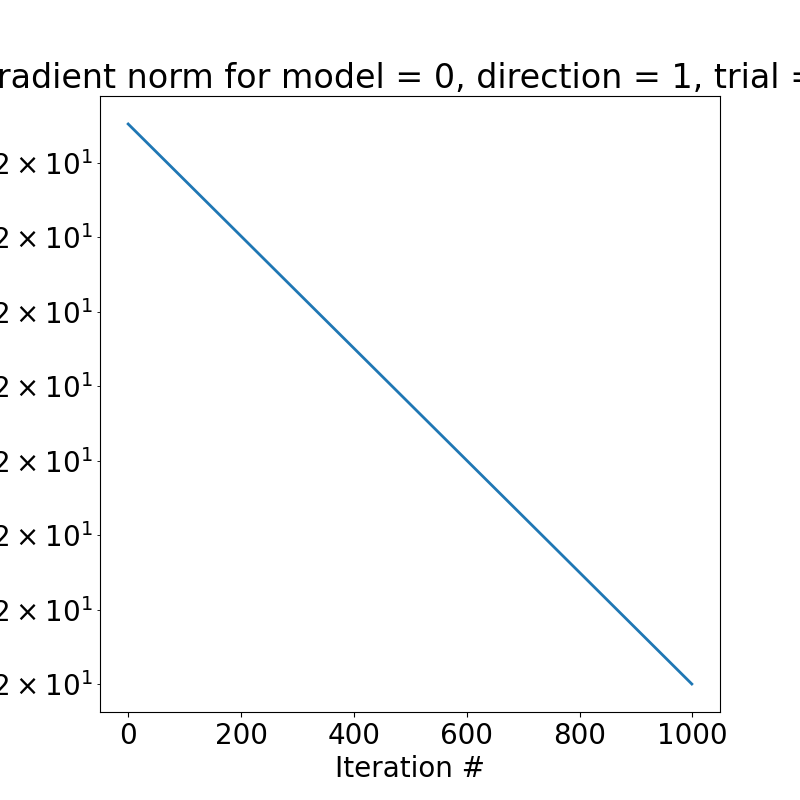 radient norm for model = 0, direction = 1, trial =
2 × 10¹
2 × 10¹
2 × 10¹
2 × 10¹
2 × 10¹
2 × 10¹
2 × 10¹
2 × 10¹
0 200 400 600 800 1000
Iteration #